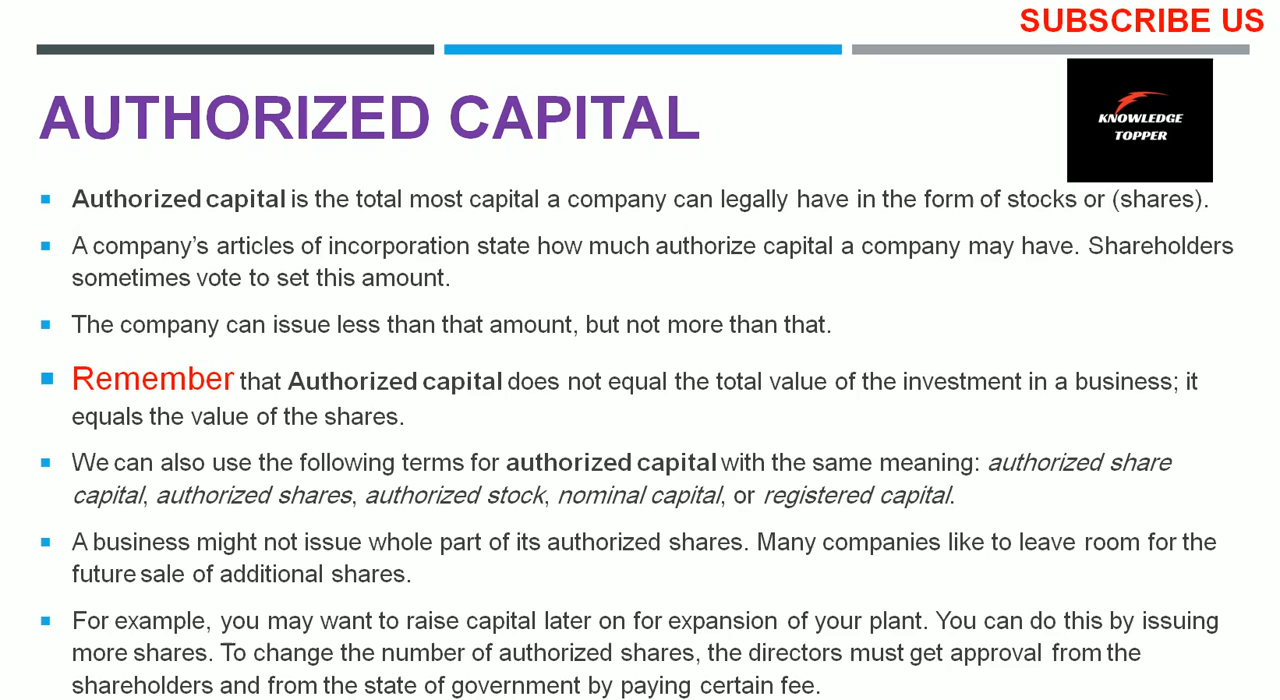 SUBSCRIBE US
KNOWLEDGE
TOPPER
AUTHORIZED CAPITAL
Authorized capital is the total most capital a company can legally have in the form of stocks or (shares).
A company’s articles of incorporation state how much authorize capital a company may have. Shareholders
sometimes vote to set this amount.
The company can issue less than that amount, but not more than that.
Remember that Authorized capital does not equal the total value of the investment in a business; it
equals the value of the shares.
We can also use the following terms for authorized capital with the same meaning: authorized share
capital, authorized shares, authorized stock, nominal capital, or registered capital.
A business might not issue whole part of its authorized shares. Many companies like to leave room for the
future sale of additional shares.
For example, you may want to raise capital later on for expansion of your plant. You can do this by issuing
more shares. To change the number of authorized shares, the directors must get approval from the
shareholders and from the state of government by paying certain fee.